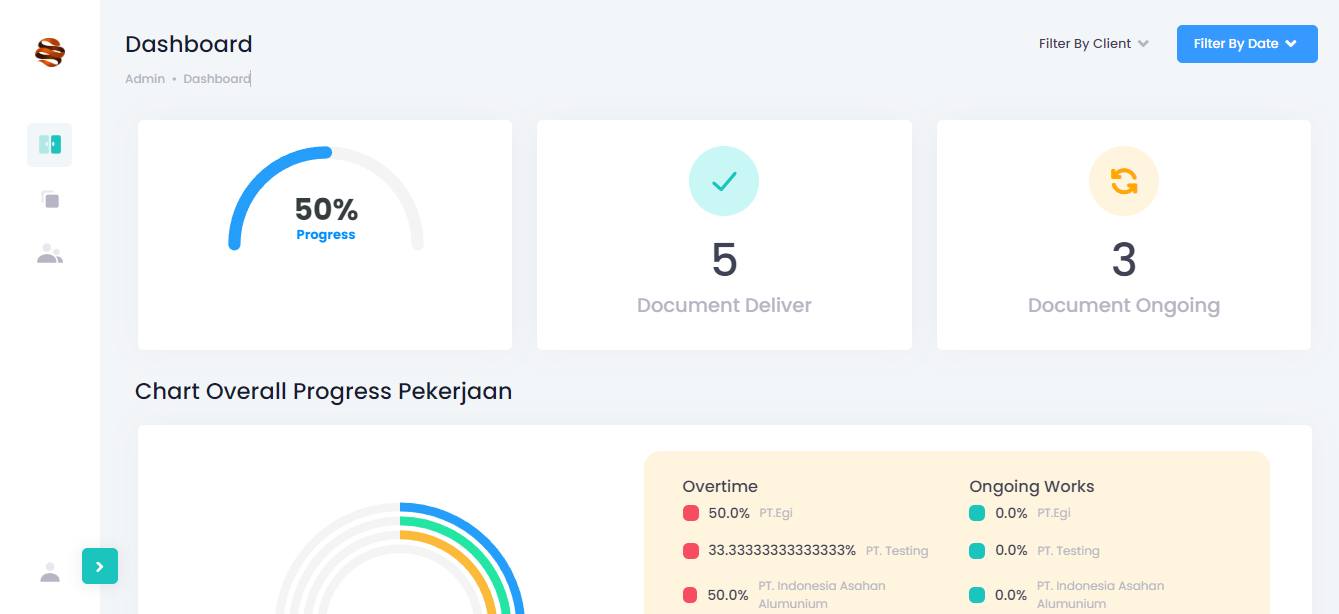 Dashboard
Filter By Client
Filter By Date
Admin • Dashboard
50%
Progress
5
Document Deliver
3
Document Ongoing
Chart Overall Progress Pekerjaan
Overtime
50.0% PT.Egi
33.33333333333333% PT. Testing
50.0% PT. Indonesia Asahan
Alumunium
Ongoing Works
0.0% PT.Egi
0.0% PT. Testing
0.0% PT. Indonesia Asahan
Alumunium